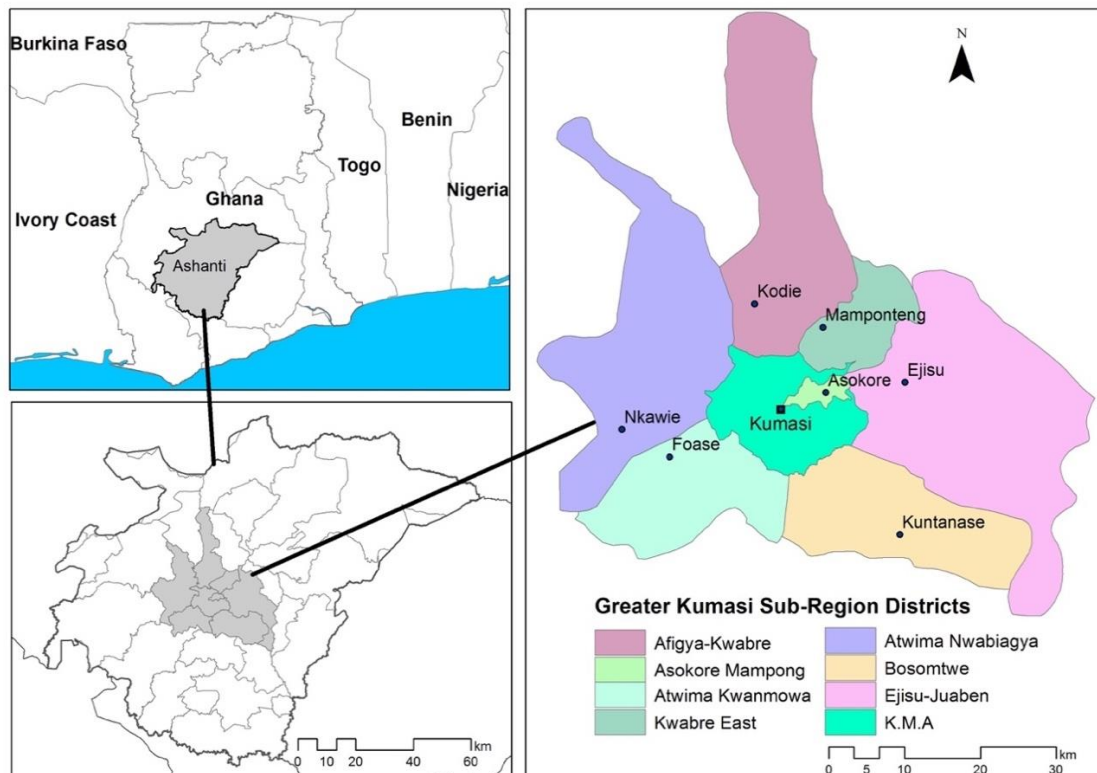 Burkina Faso
Benin
Togo
Ghana
Nigeria
Ivory Coast
Ashanti
0 10 20 40 60
km
N
Kodie
Mamponteng
Ejisu
Asokore
Kumasi
Nkawie
Foase
Kuntanase
Greater Kumasi Sub-Region Districts
Afigya-Kwabre
Asokore Mampong
Atwima Kwanmowa
Kwabre East
Atwima Nwabiagya
Bosomtwe
Ejisu-Juaben
K.M.A
0 5 10 20 30
km